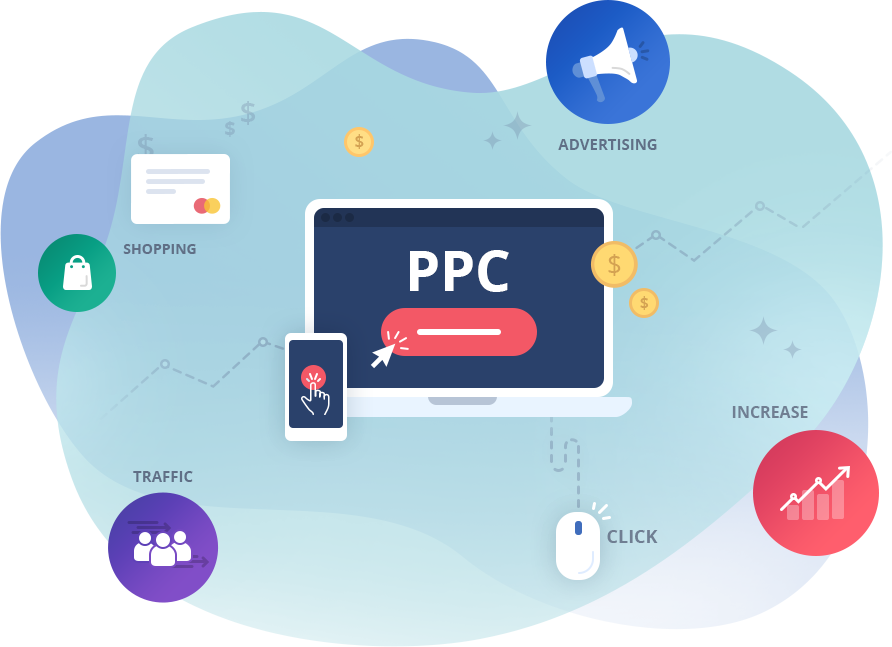 ADVERTISING
$
$
$
$
SHOPPING
PPC
$
$
INCREASE
TRAFFIC
CLICK